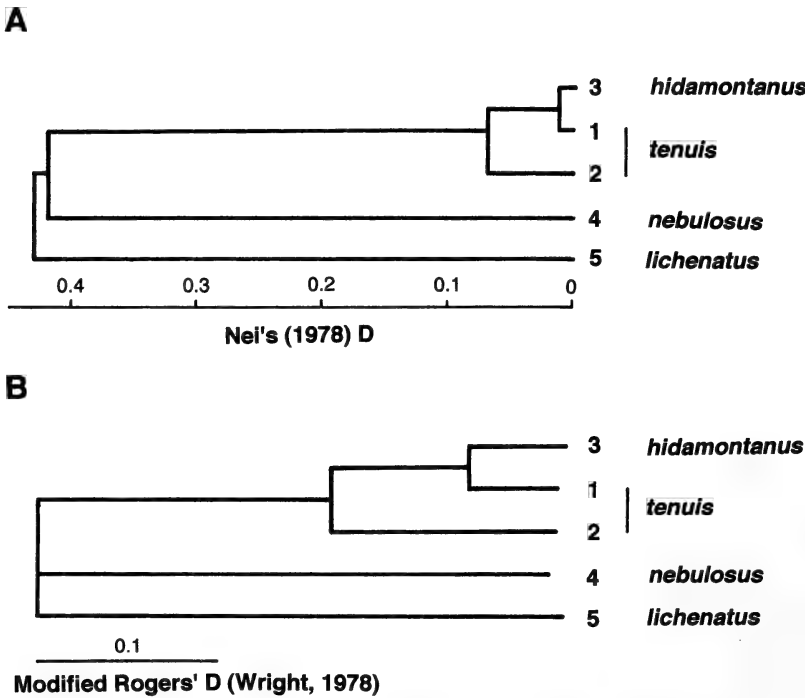 A
3 hidamontanus
1
tenuis
2
4 nebulosus
5 lichenatus
0.4 0.3 0.2 0.1 0
Nei's (1978) D
B
3 hidamontanus
1
tenuis
2
4 nebulosus
5 lichenatus
0.1
Modified Rogers' D (Wright, 1978)